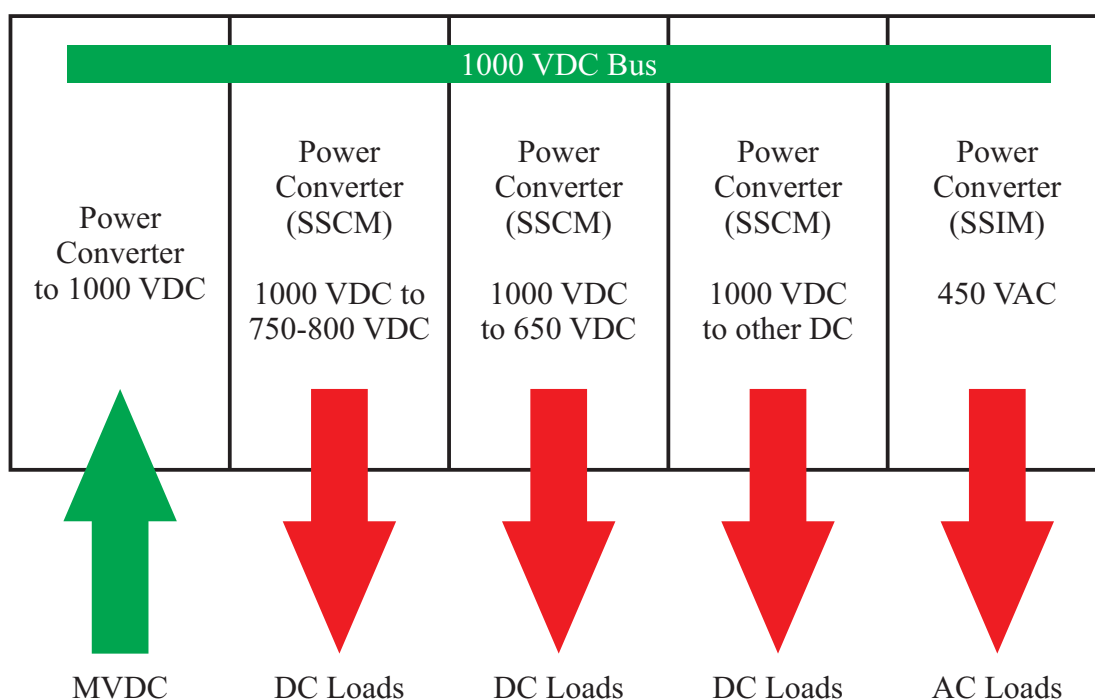 1000 VDC Bus
Power
Converter
to 1000 VDC
Power
Converter
(SSCM)
1000 VDC to
750-800 VDC
Power
Converter
(SSCM)
1000 VDC
to 650 VDC
Power
Converter
(SSCM)
1000 VDC
to other DC
Power
Converter
(SSIM)
450 VAC
MVDC
DC Loads
DC Loads
DC Loads
AC Loads